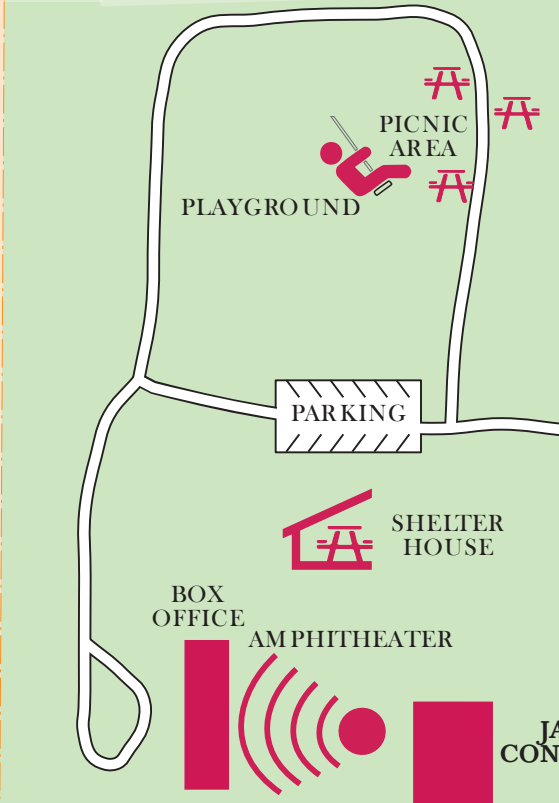 PICNIC
AREA
PLAYGROUND
PARKING
SHELTER
HOUSE
BOX
OFFICE
AMPHITHEATER